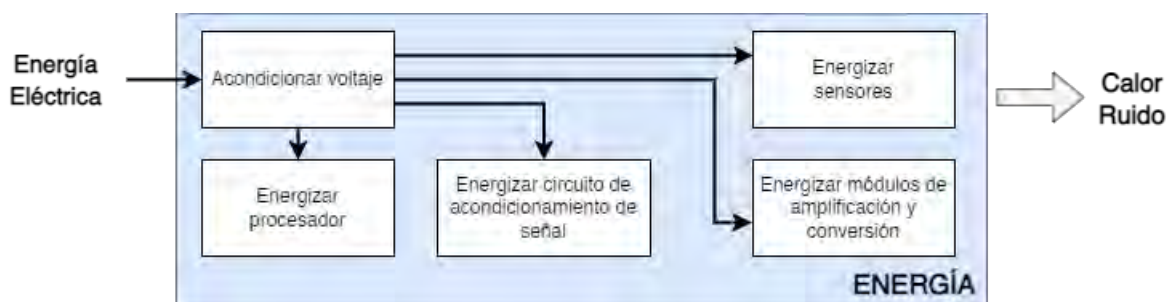 Energía
Eléctrica
Acondicionar voltaje
Energizar
sensores
Calor
Ruido
Energizar
procesador
Energizar circuito de
acondicionamiento de
señal
Energizar módulos de
amplificación y
conversión
ENERGÍA